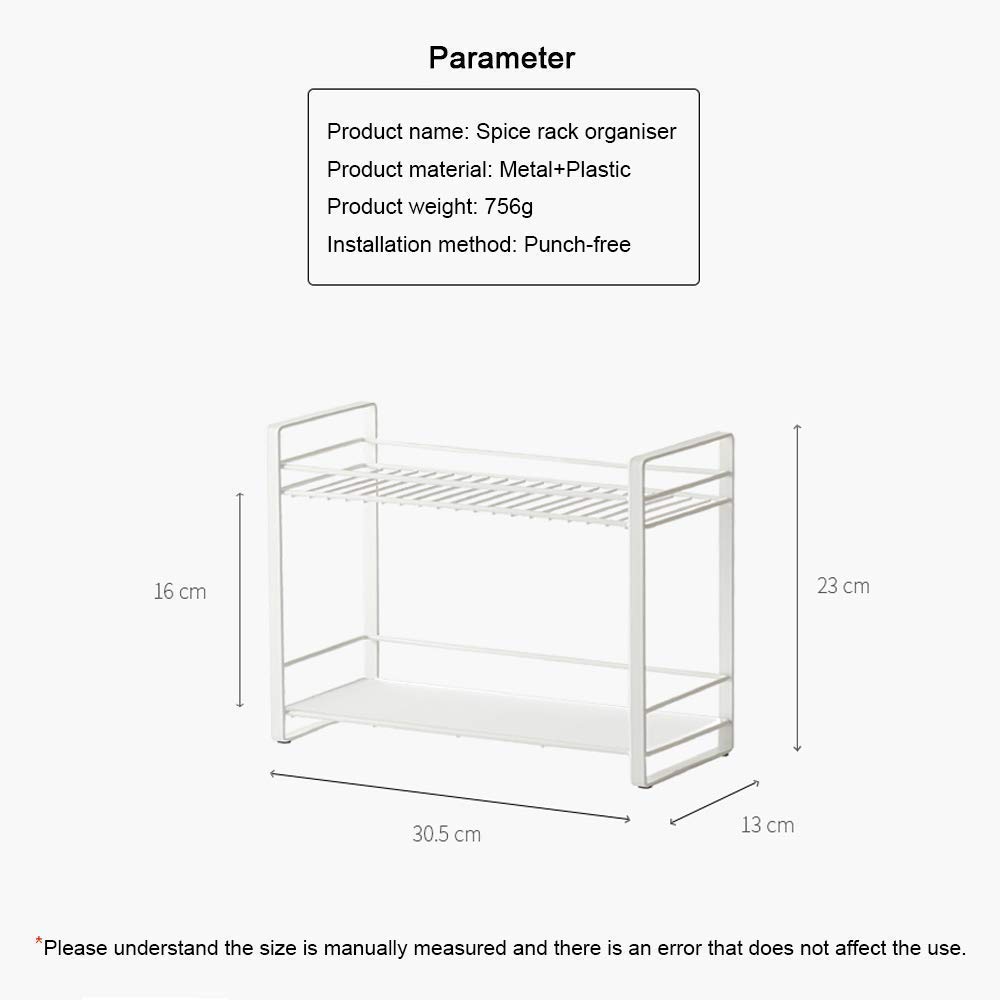 Parameter
Product name: Spice rack organiser
Product material: Metal+Plastic
Product weight: 756g
Installation method: Punch-free
16 cm
23 cm
30.5 cm
13 cm
*Please understand the size is manually measured and there is an error that does not affect the use.